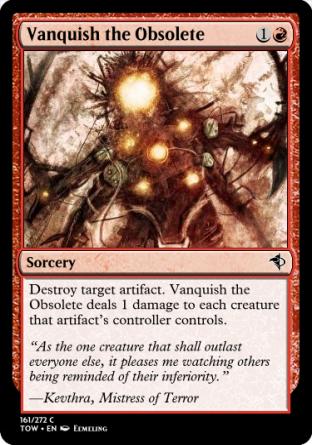 Vanquish the Obsolete 1
Sorcery
Destroy target artifact. Vanquish the
Obsolete deals 1 damage to each creature
that artifact’s controller controls.
“As the one creature that shall outlast
everyone else, it pleases me watching others
being reminded of their inferiority.”
—Kevthra, Mistress of Terror
161/272 C
TOW • EN Eemeling